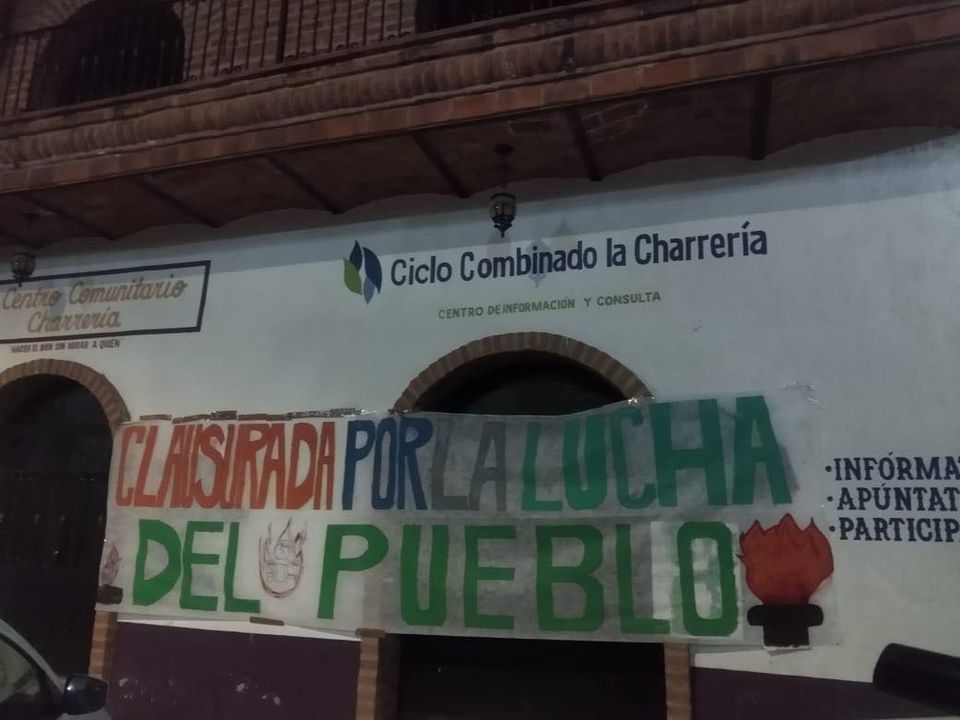 Centro Comunitario
Charrería
HACER EL BIEN SIN MIRAR A QUIEN
Ciclo Combinado la Charrería
CENTRO DE INFORMACIÓN Y CONSULTA
CLAUSURADA POR LA LUCHA
DEL PUEBLO
·INFÓRMA
·APÚNTAT
·PARTICIP